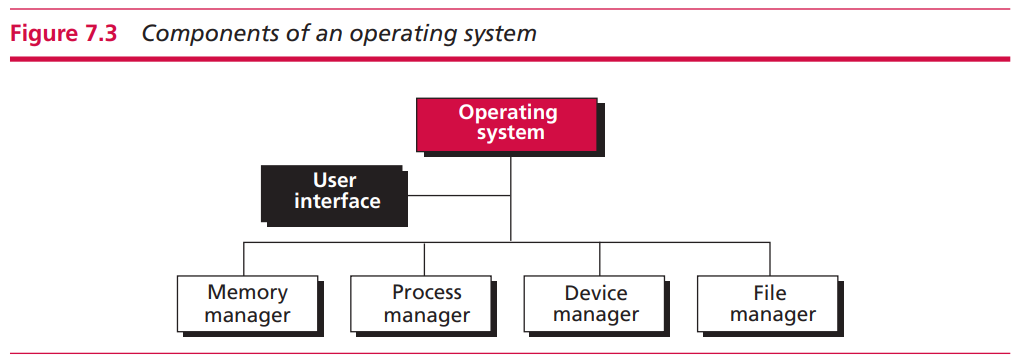 Figure 7.3 Components of an operating system
Operating
system
User
interface
Memory
manager
Process
manager
Device
manager
File
manager